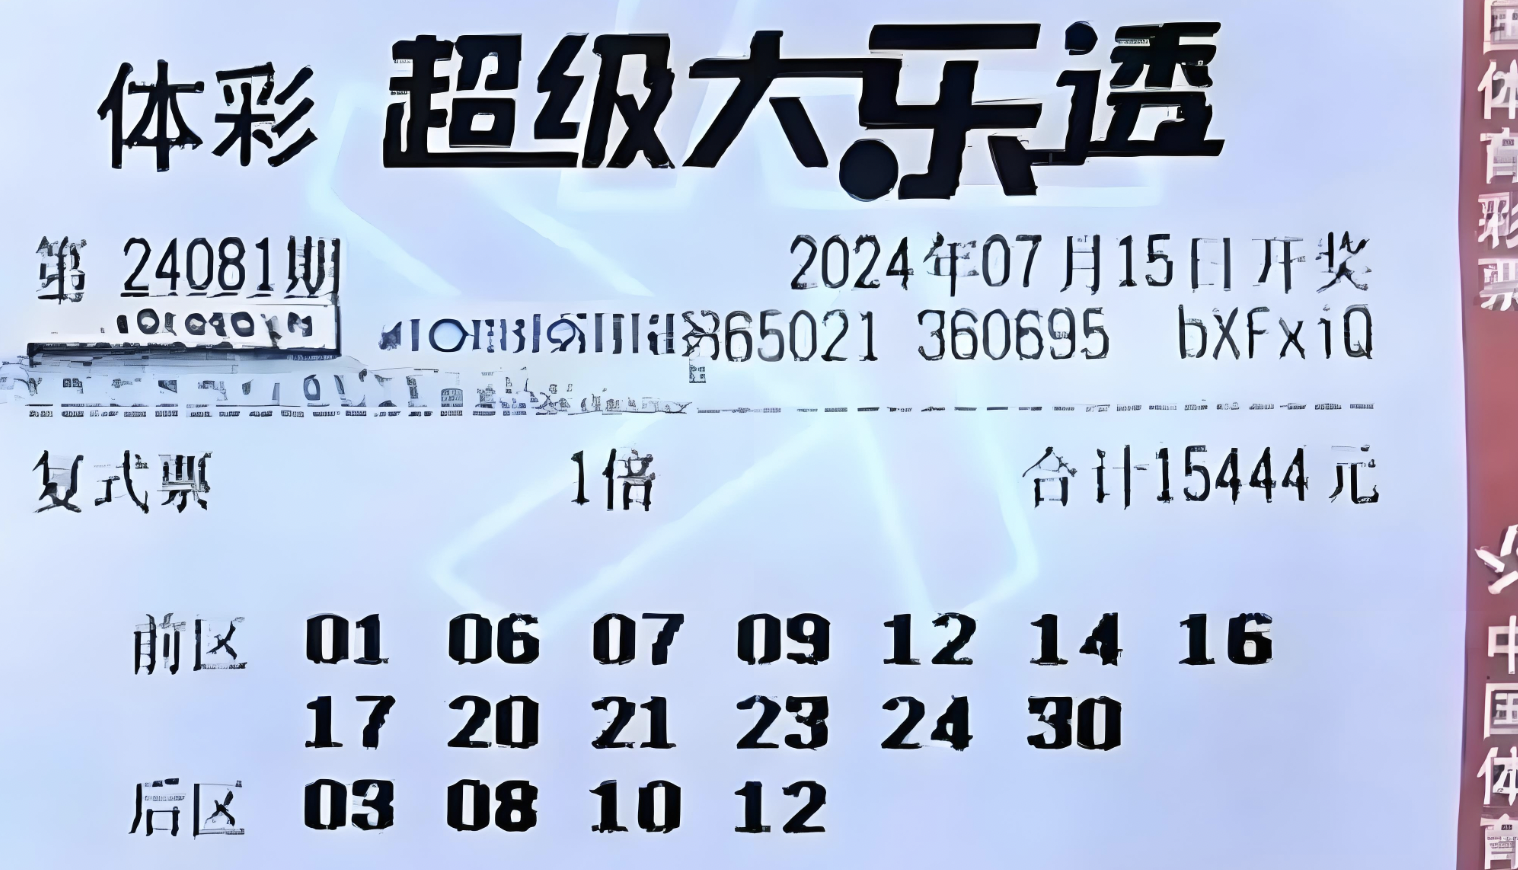 体彩 超级大乐透
第 24081期 2024年07月15日开奖
65021 360695 bXFxiQ
复式票 1倍 合计15444元
前区 01 06 07 09 12 14 16
17 20 21 23 24 30
后区 03 08 10 12
国体育彩票
中国体育